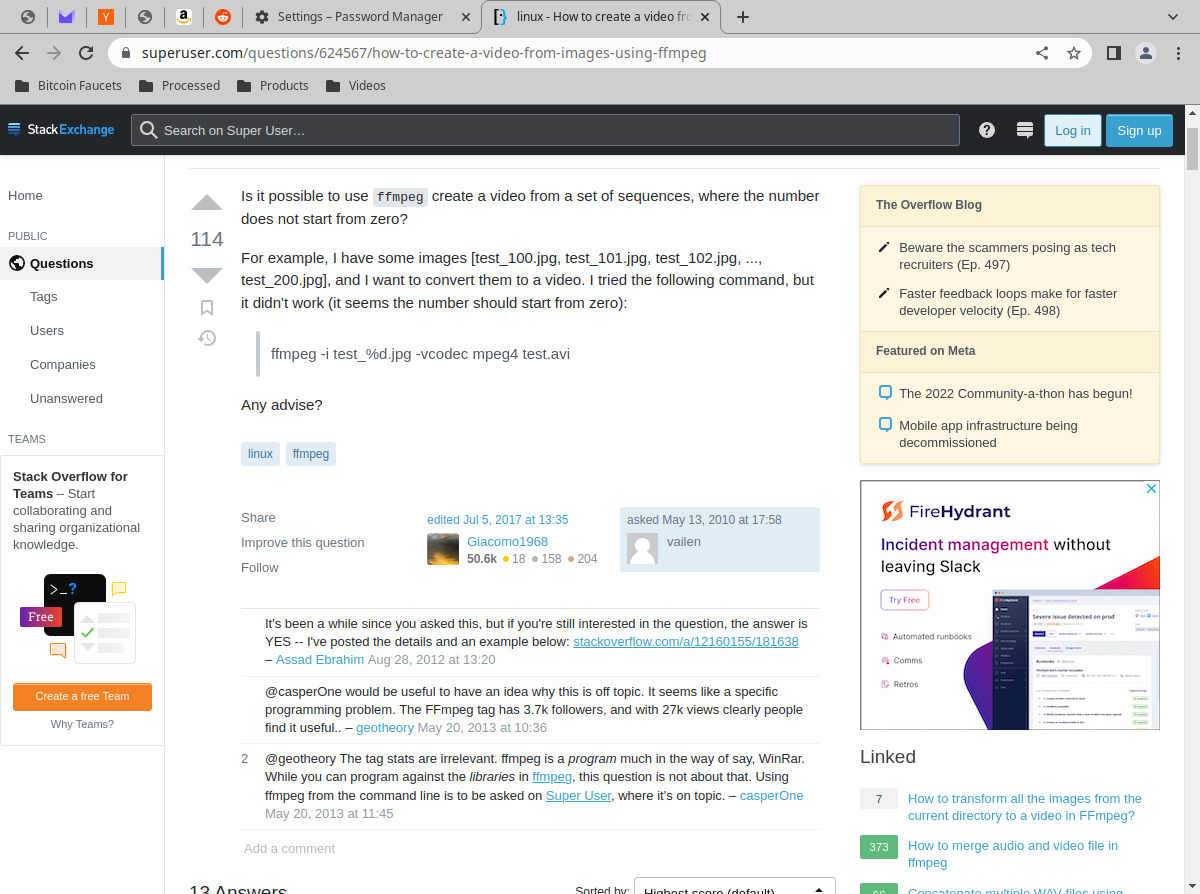 Settings – Password Manager
linux - How to create a video fro
superuser.com/questions/624567/how-to-create-a-video-from-images-using-ffmpeg
Bitcoin Faucets
Processed
Products
Videos
StackExchange
Search on Super User…
Log in
Sign up
Home
PUBLIC
Questions
Tags
Users
Companies
Unanswered
TEAMS
Stack Overflow for
Teams – Start
collaborating and
sharing organizational
knowledge.
>_?
Free
Create a free Team
Why Teams?
114
Is it possible to use ffmpeg create a video from a set of sequences, where the number
does not start from zero?
For example, I have some images [test_100.jpg, test_101.jpg, test_102.jpg, ...,
test_200.jpg], and I want to convert them to a video. I tried the following command, but
it didn't work (it seems the number should start from zero):
ffmpeg -i test_%d.jpg -vcodec mpeg4 test.avi
Any advise?
linux
ffmpeg
Share
Improve this question
Follow
edited Jul 5, 2017 at 13:35
Giacomo1968
50.6k 18 158 204
asked May 13, 2010 at 17:58
vailen
It's been a while since you asked this, but if you're still interested in the question, the answer is
YES -- I've posted the details and an example below: stackoverflow.com/a/12160155/181638
– Assad Ebrahim Aug 28, 2012 at 13:20
@casperOne would be useful to have an idea why this is off topic. It seems like a specific
programming problem. The FFmpeg tag has 3.7k followers, and with 27k views clearly people
find it useful.. – geotheory May 20, 2013 at 10:36
2 @geotheory The tag stats are irrelevant. ffmpeg is a program much in the way of say, WinRar.
While you can program against the libraries in ffmpeg, this question is not about that. Using
ffmpeg from the command line is to be asked on Super User, where it's on topic. – casperOne
May 20, 2013 at 11:45
Add a comment
13 Answers
Sorted by:
Highest score (default)
The Overflow Blog
Beware the scammers posing as tech
recruiters (Ep. 497)
Faster feedback loops make for faster
developer velocity (Ep. 498)
Featured on Meta
The 2022 Community-a-thon has begun!
Mobile app infrastructure being
decommissioned
FireHydrant
Incident management without
leaving Slack
Try Free
Automated runbooks
Comms
Retros
Severe issue detected on prod
Runbooks
Linked
7
How to transform all the images from the
current directory to a video in FFmpeg?
373
How to merge audio and video file in
ffmpeg
66
Concatenate multiple WAV files using